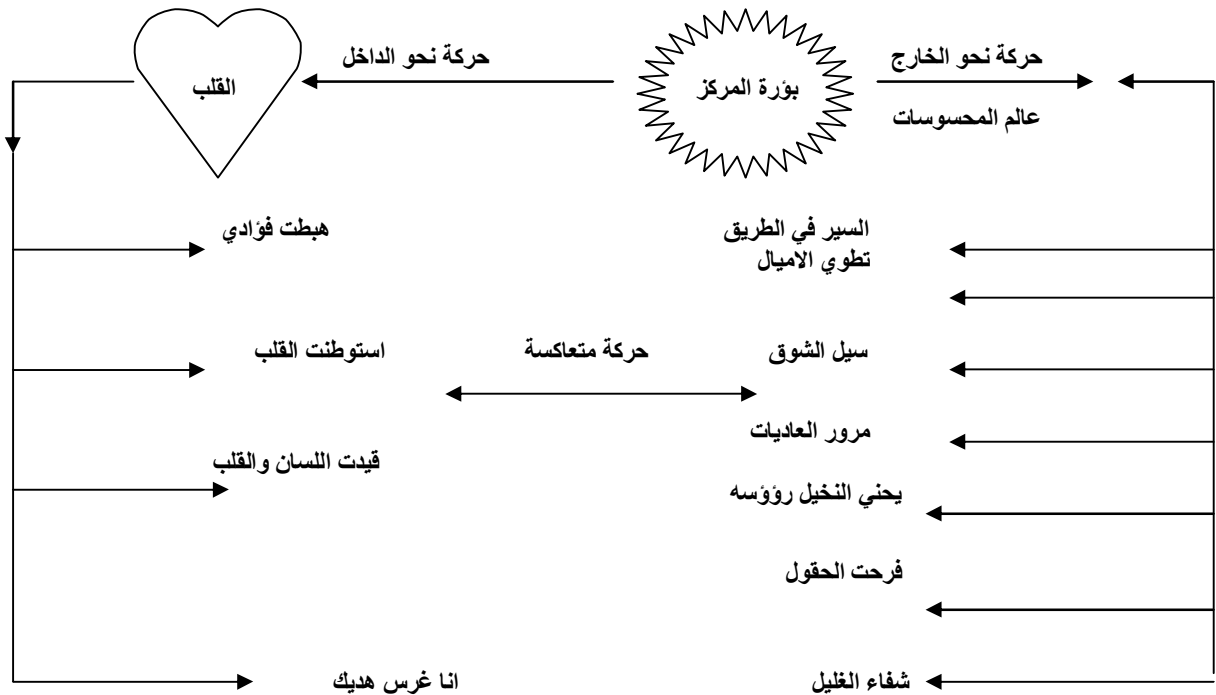 حركة نحو الخارج
حركة نحو الداخل
بؤرة المركز
القلب
عالم المحسوسات
السير في الطريق
تطوي الاميال
هبطت فؤادي
سيل الشوق
حركة متعاكسة
استوطنت القلب
مرور العاديات
قيدت اللسان والقلب
يحني النخيل رؤوسه
فرحت الحقول
شفاء الغليل
انا غرس هديك